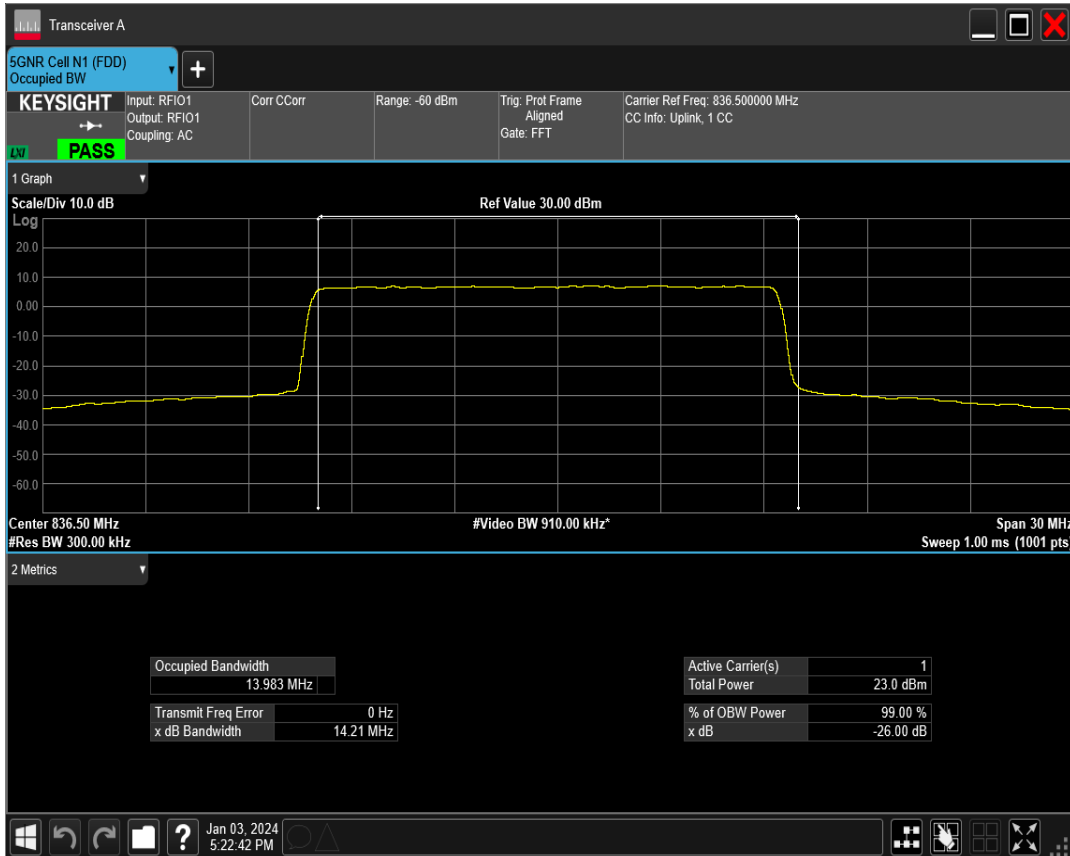 Transceiver A
5GNR Cell N1 (FDD)
Occupied BW
+
KEYSIGHT
LXI
PASS
Input: RFIO1
Output: RFIO1
Coupling: AC
Corr CCorr
Range: -60 dBm
Trig: Prot Frame
Aligned
Gate: FFT
Carrier Ref Freq: 836.500000 MHz
CC Info: Uplink, 1 CC
1 Graph
Scale/Div 10.0 dB
Ref Value 30.00 dBm
Log
20.0
10.0
0.00
-10.0
-20.0
-30.0
-40.0
-50.0
-60.0
Center 836.50 MHz
#Video BW 910.00 kHz*
Span 30 MHz
#Res BW 300.00 kHz
Sweep 1.00 ms (1001 pts)
2 Metrics
Occupied Bandwidth
13.983 MHz
Transmit Freq Error 0 Hz
x dB Bandwidth 14.21 MHz
Active Carrier(s) 1
Total Power 23.0 dBm
% of OBW Power 99.00 %
x dB -26.00 dB
?
Jan 03, 2024
5:22:42 PM